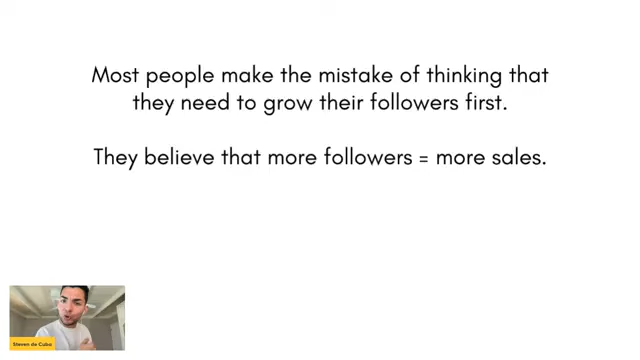 Most people make the mistake of thinking that
they need to grow their followers first.
They believe that more followers = more sales.
Steven de Cuba